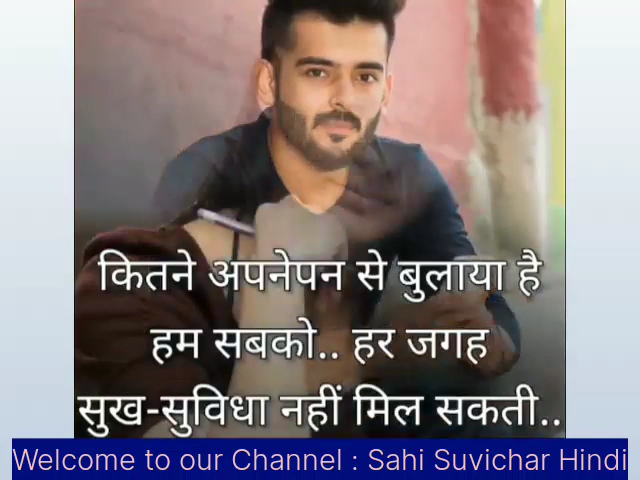 कितने अपनेपन से बुलाया है
हम सबको.. हर जगह
सुख-सुविधा नहीं मिल सकती..
Welcome to our Channel : Sahi Suvichar Hindi